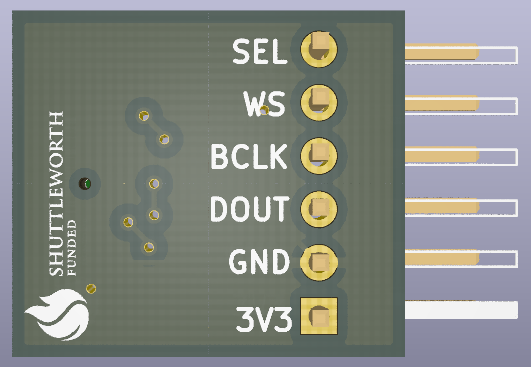 SEL
WS
BCLK
DOUT
GND
3V3
SHUTTLEWORTH
FUNDED